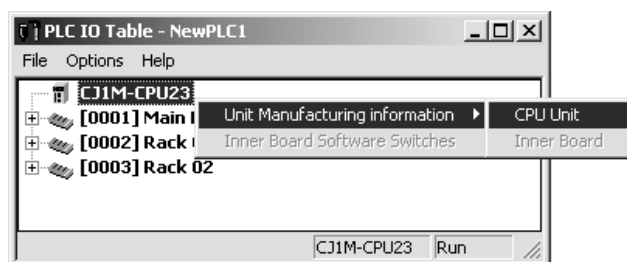 PLC IO Table - NewPLC1
File Options Help
CJ1M-CPU23
[0001] Main
Unit Manufacturing information
CPU Unit
[0002] Rack
Inner Board Software Switches
Inner Board
[0003] Rack 02
CJ1M-CPU23 Run